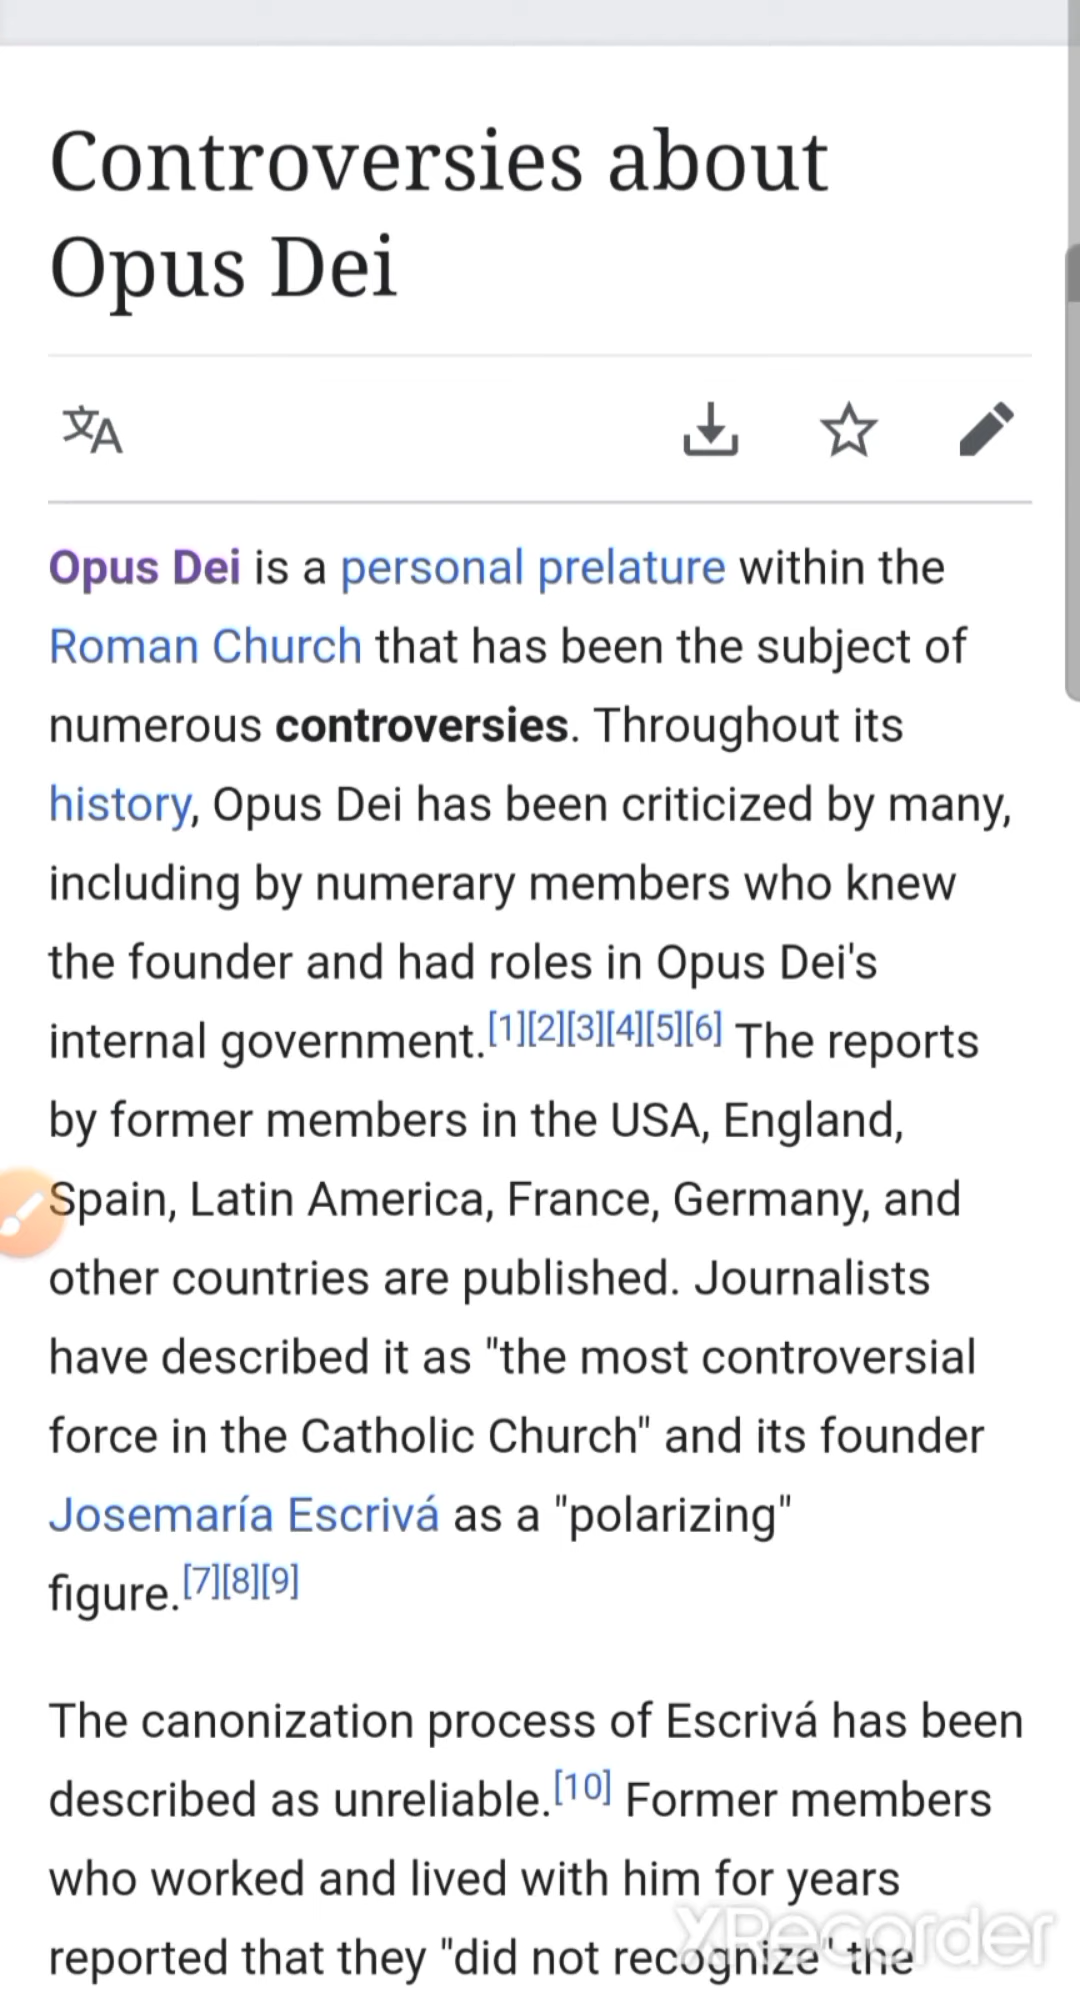 Controversies about
Opus Dei
文A
Opus Dei is a personal prelature within the
Roman Church that has been the subject of
numerous controversies. Throughout its
history, Opus Dei has been criticized by many,
including by numerary members who knew
the founder and had roles in Opus Dei's
internal government.[1][2][3][4][5][6] The reports
by former members in the USA, England,
Spain, Latin America, France, Germany, and
other countries are published. Journalists
have described it as "the most controversial
force in the Catholic Church" and its founder
Josemaría Escrivá as a "polarizing"
figure.[7][8][9]
The canonization process of Escrivá has been
described as unreliable.[10] Former members
who worked and lived with him for years
reported that they "did not recognize" the
XRecorder